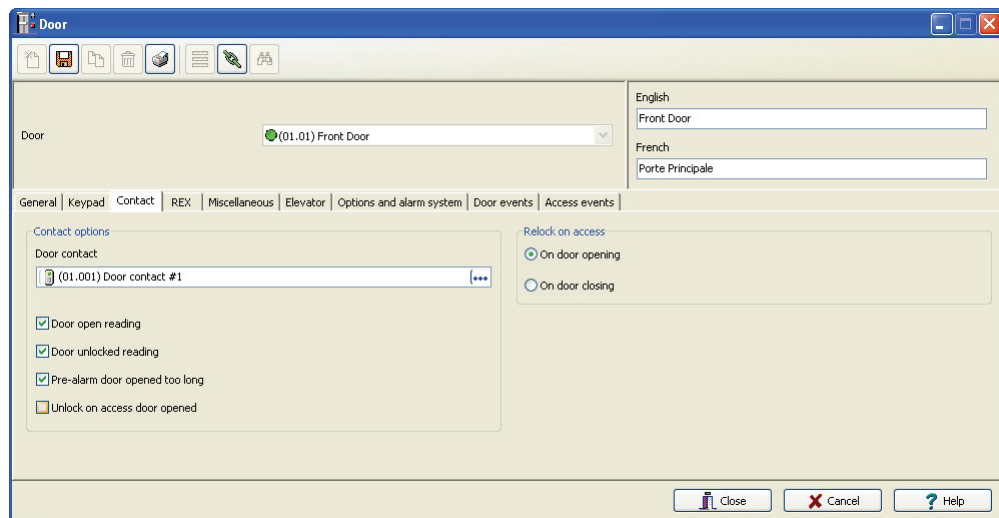 Door
Door
(01.01) Front Door
English
Front Door
French
Porte Principale
General Keypad Contact REX Miscellaneous Elevator Options and alarm system Door events Access events
Contact options
Door contact
(01.001) Door contact #1
Door open reading
Door unlocked reading
Pre-alarm door opened too long
Unlock on access door opened
Relock on access
On door opening
On door closing
Close Cancel ? Help